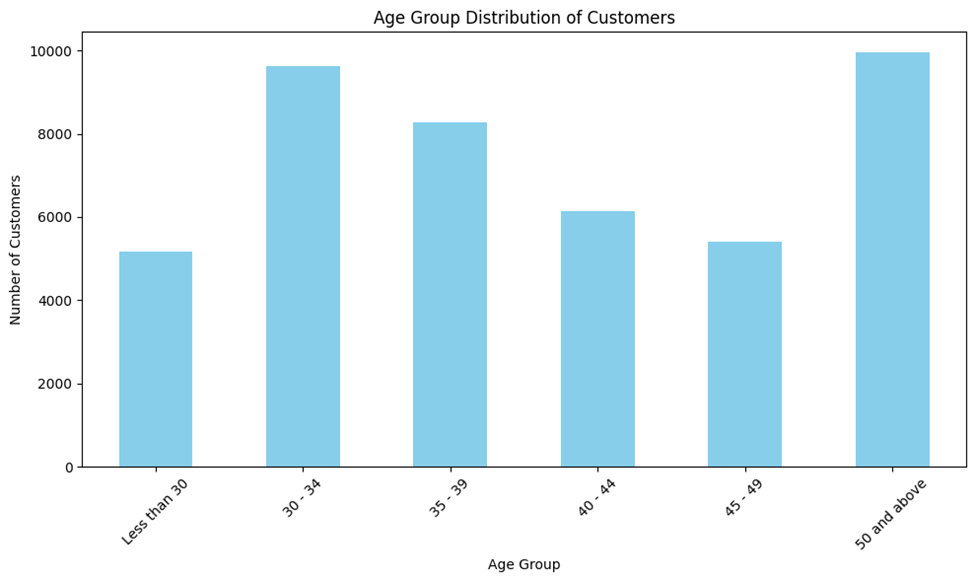 Age Group Distribution of Customers
Number of Customers
10000
8000
6000
4000
2000
0
Less than 30
30 - 34
35 - 39
40 - 44
45 - 49
50 and above
Age Group